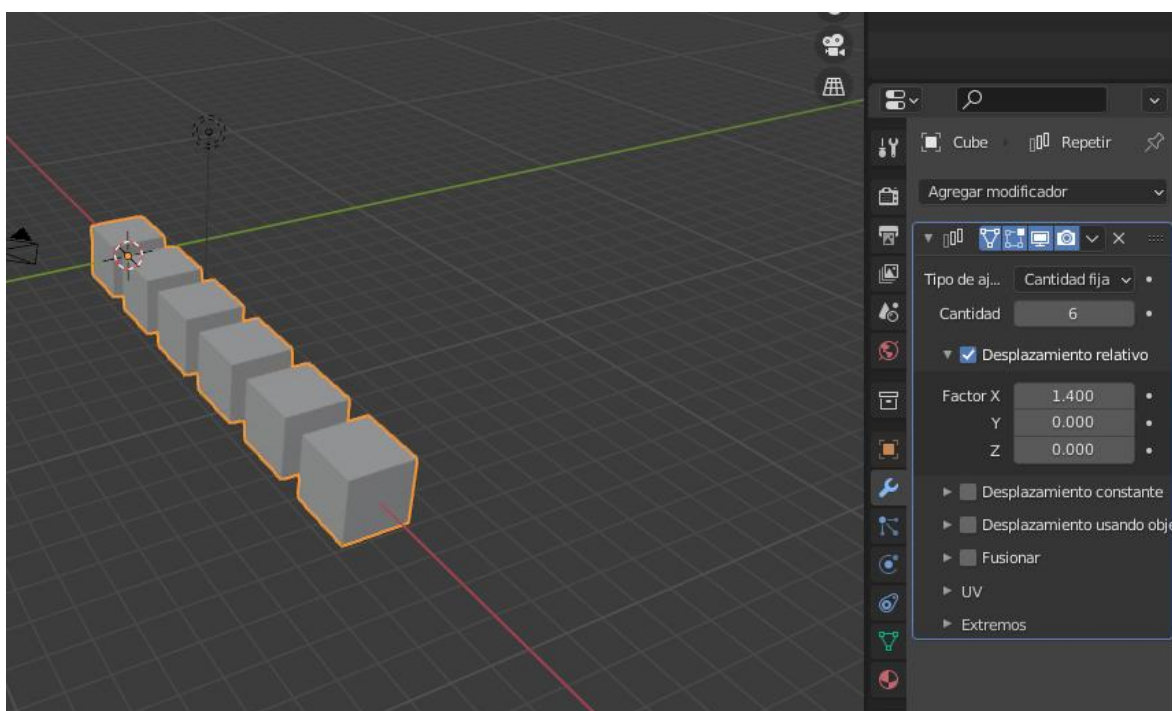 Cube Repetir
Agregar modificador
Tipo de aj... Cantidad fija
Cantidad 6
Desplazamiento relativo
Factor X 1.400
Y 0.000
Z 0.000
Desplazamiento constante
Desplazamiento usando obje
Fusionar
UV
Extremos